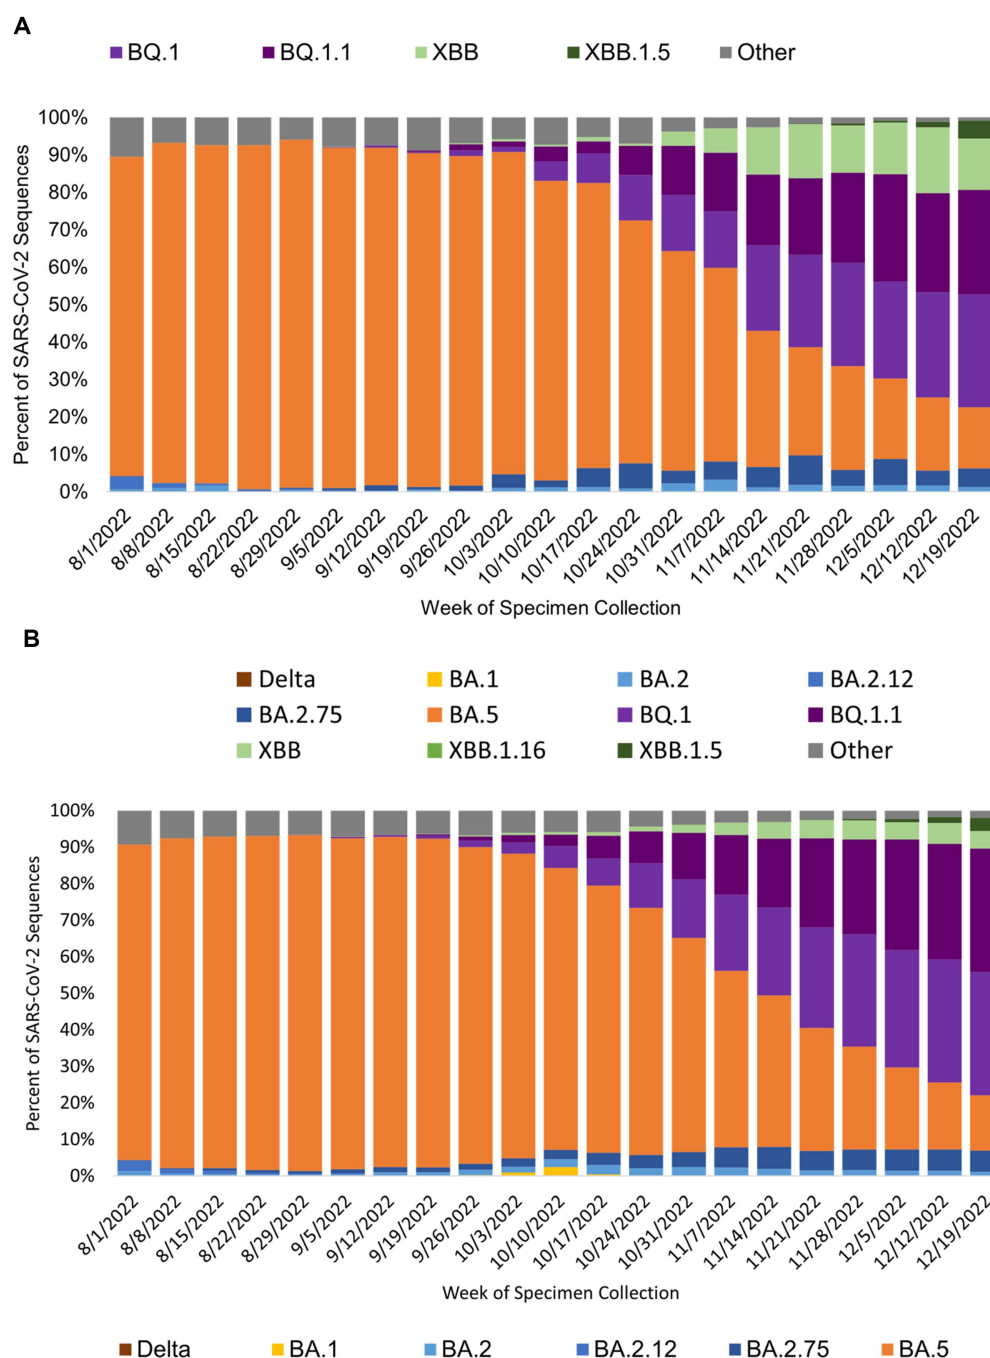 A
BQ.1 BQ.1.1 XBB XBB.1.5 Other
100%
90%
80%
70%
60%
50%
40%
30%
20%
10%
0%
Percent of SARS-CoV-2 Sequences
8/1/2022 8/8/2022 8/15/2022 8/22/2022 8/29/2022 9/5/2022 9/12/2022 9/19/2022 9/26/2022 10/3/2022 10/10/2022 10/17/2022 10/24/2022 10/31/2022 11/7/2022 11/14/2022 11/21/2022 11/28/2022 12/5/2022 12/12/2022 12/19/2022
Week of Specimen Collection
B
Delta BA.1 BA.2 BA.2.12
BA.2.75 BA.5 BQ.1 BQ.1.1
XBB XBB.1.16 XBB.1.5 Other
100%
90%
80%
70%
60%
50%
40%
30%
20%
10%
0%
Percent of SARS-CoV-2 Sequences
8/1/2022 8/8/2022 8/15/2022 8/22/2022 8/29/2022 9/5/2022 9/12/2022 9/19/2022 9/26/2022 10/3/2022 10/10/2022 10/17/2022 10/24/2022 10/31/2022 11/7/2022 11/14/2022 11/21/2022 11/28/2022 12/5/2022 12/12/2022 12/19/2022
Week of Specimen Collection
Delta BA.1 BA.2 BA.2.12 BA.2.75 BA.5